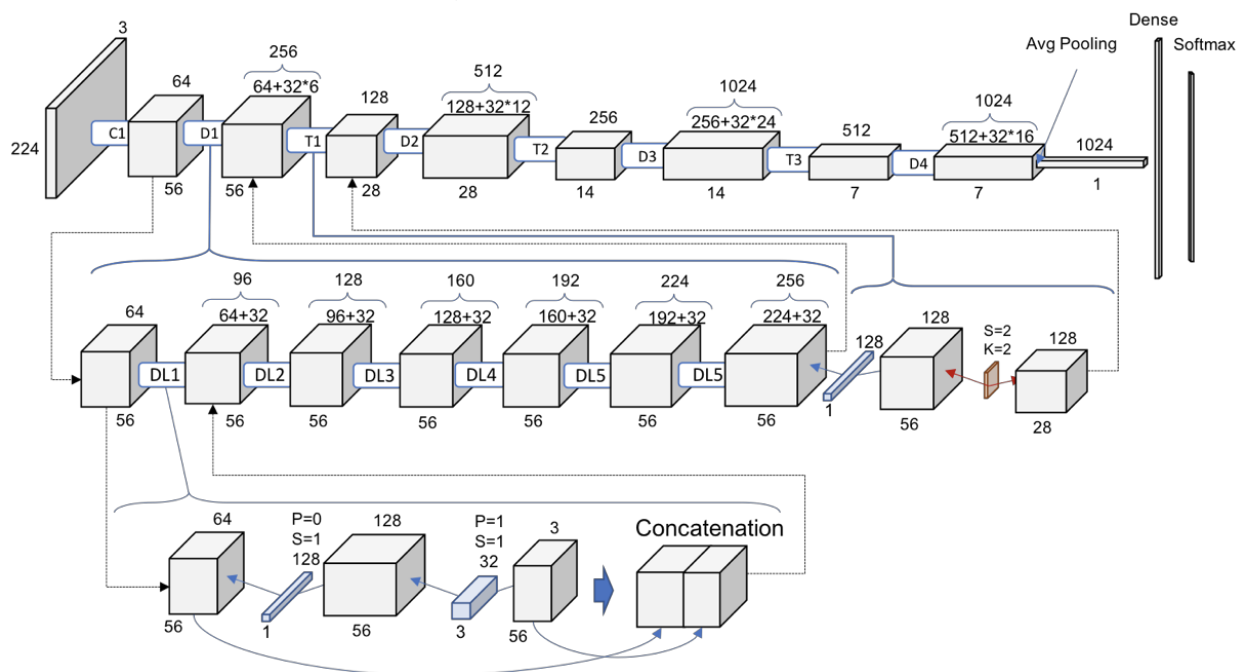 3
224
C1
64
56
D1
256
64+32*6
56
T1
128
28
D2
512
128+32*12
28
T2
256
14
D3
1024
256+32*24
14
T3
512
7
D4
1024
512+32*16
7
Avg Pooling
1024
1
Dense
Softmax
64
56
DL1
96
64+32
56
DL2
128
96+32
56
DL3
160
128+32
56
DL4
192
160+32
56
DL5
224
192+32
56
DL5
256
224+32
56
128
1
128
56
S=2
K=2
128
28
64
56
P=0
S=1
128
1
128
56
P=1
S=1
32
3
3
56
Concatenation